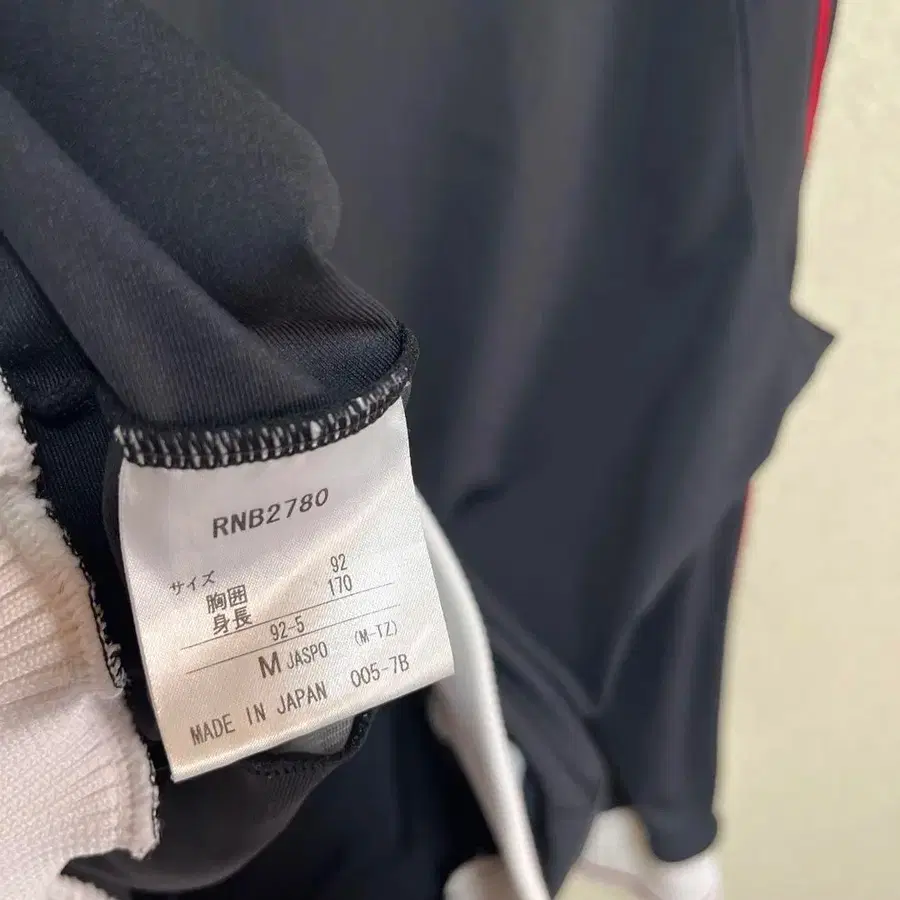 RNB2780
サイズ
胸囲 92
身長 170
92-5
M JASPO (M-TZ)
MADE IN JAPAN 005-7B